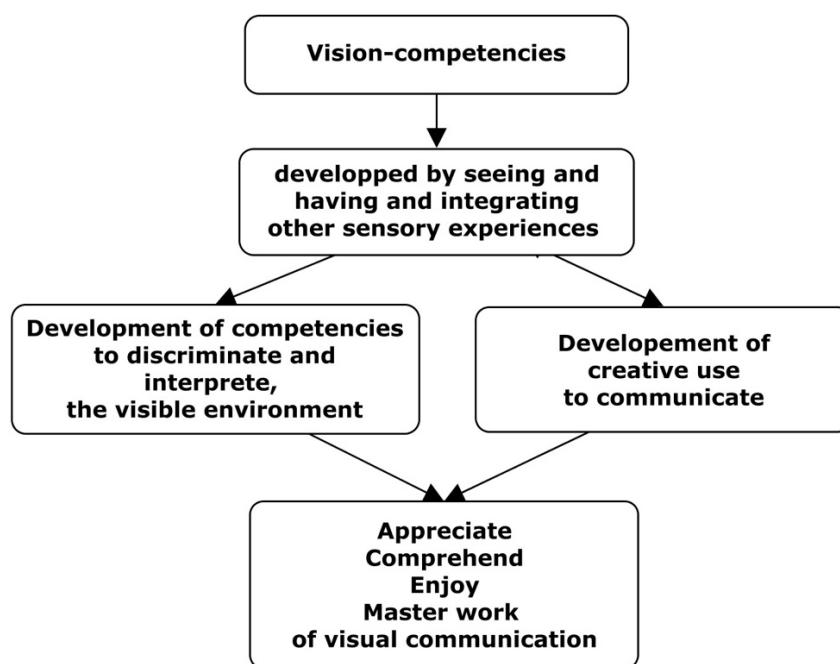 Vision-competencies
developped by seeing and
having and integrating
other sensory experiences
Development of competencies
to discriminate and
interprete,
the visible environment
Developement of
creative use
to communicate
Appreciate
Comprehend
Enjoy
Master work
of visual communication